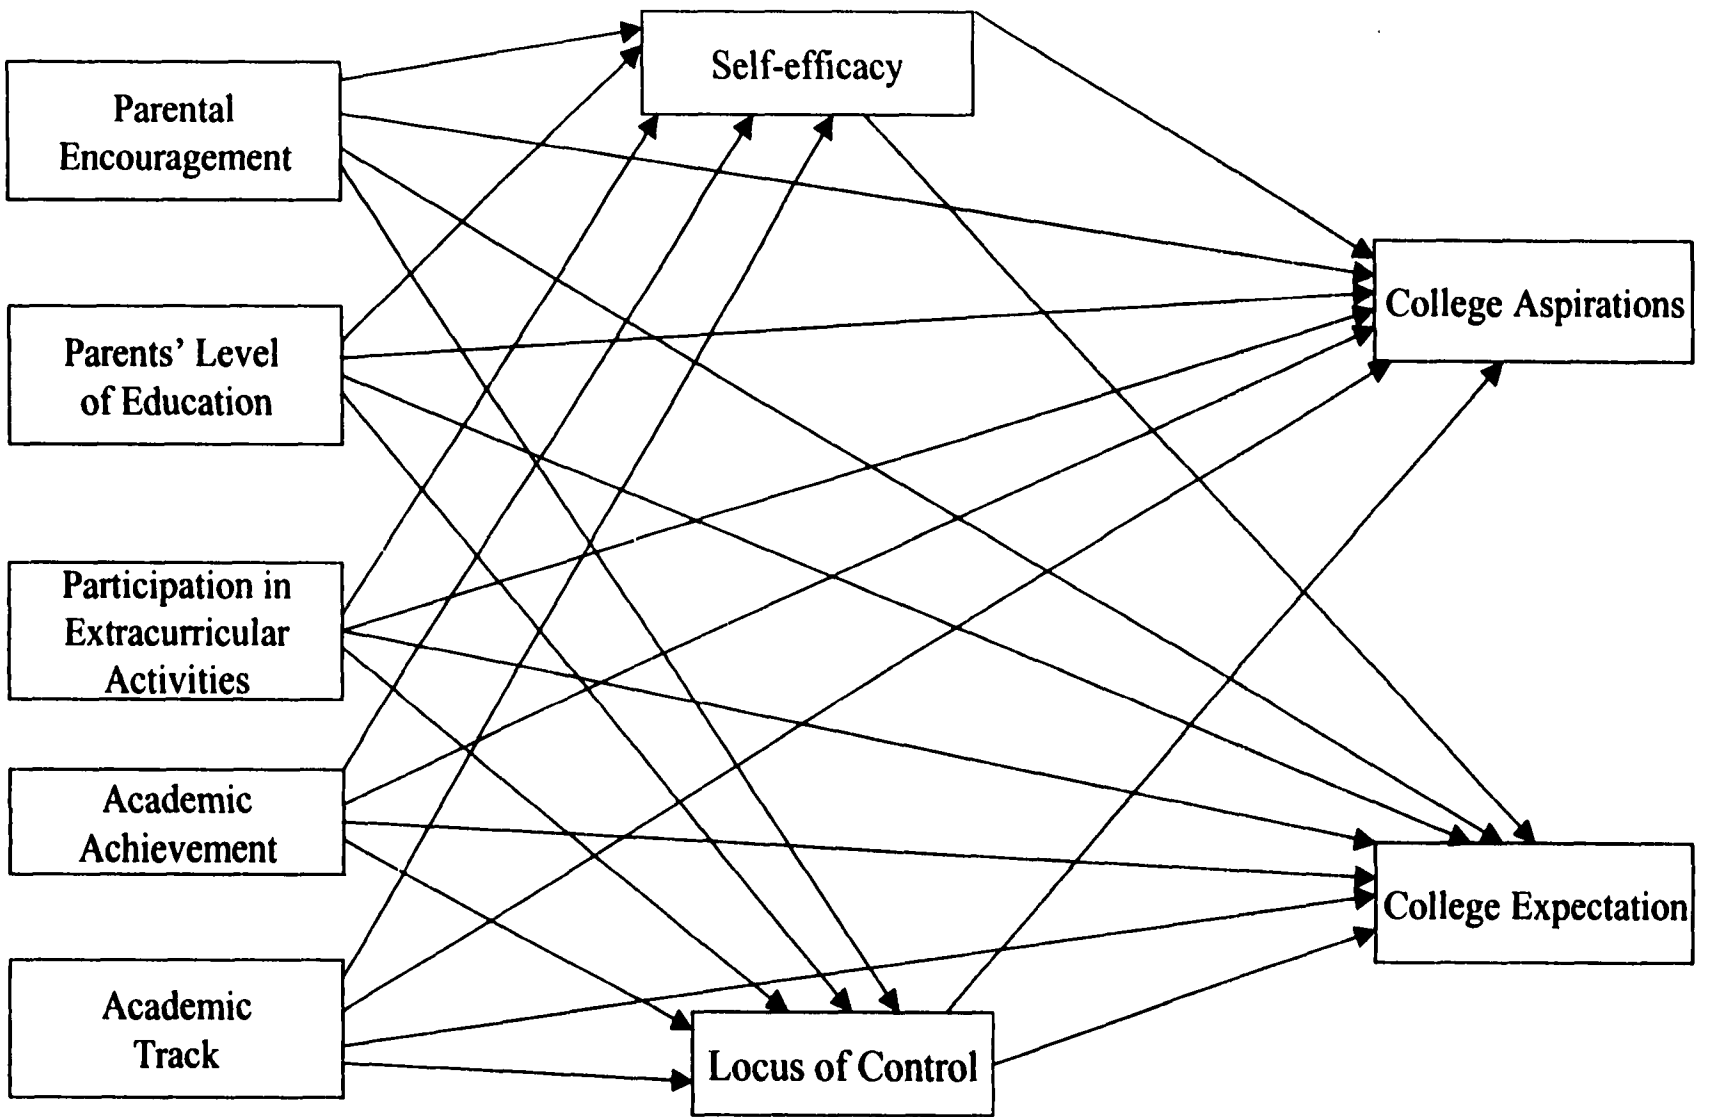 Self-efficacy
Parental
Encouragement
College Aspirations
Parents’ Level
of Education
Participation in
Extracurricular
Activities
Academic
Achievement
College Expectation
Academic
Track
Locus of Control